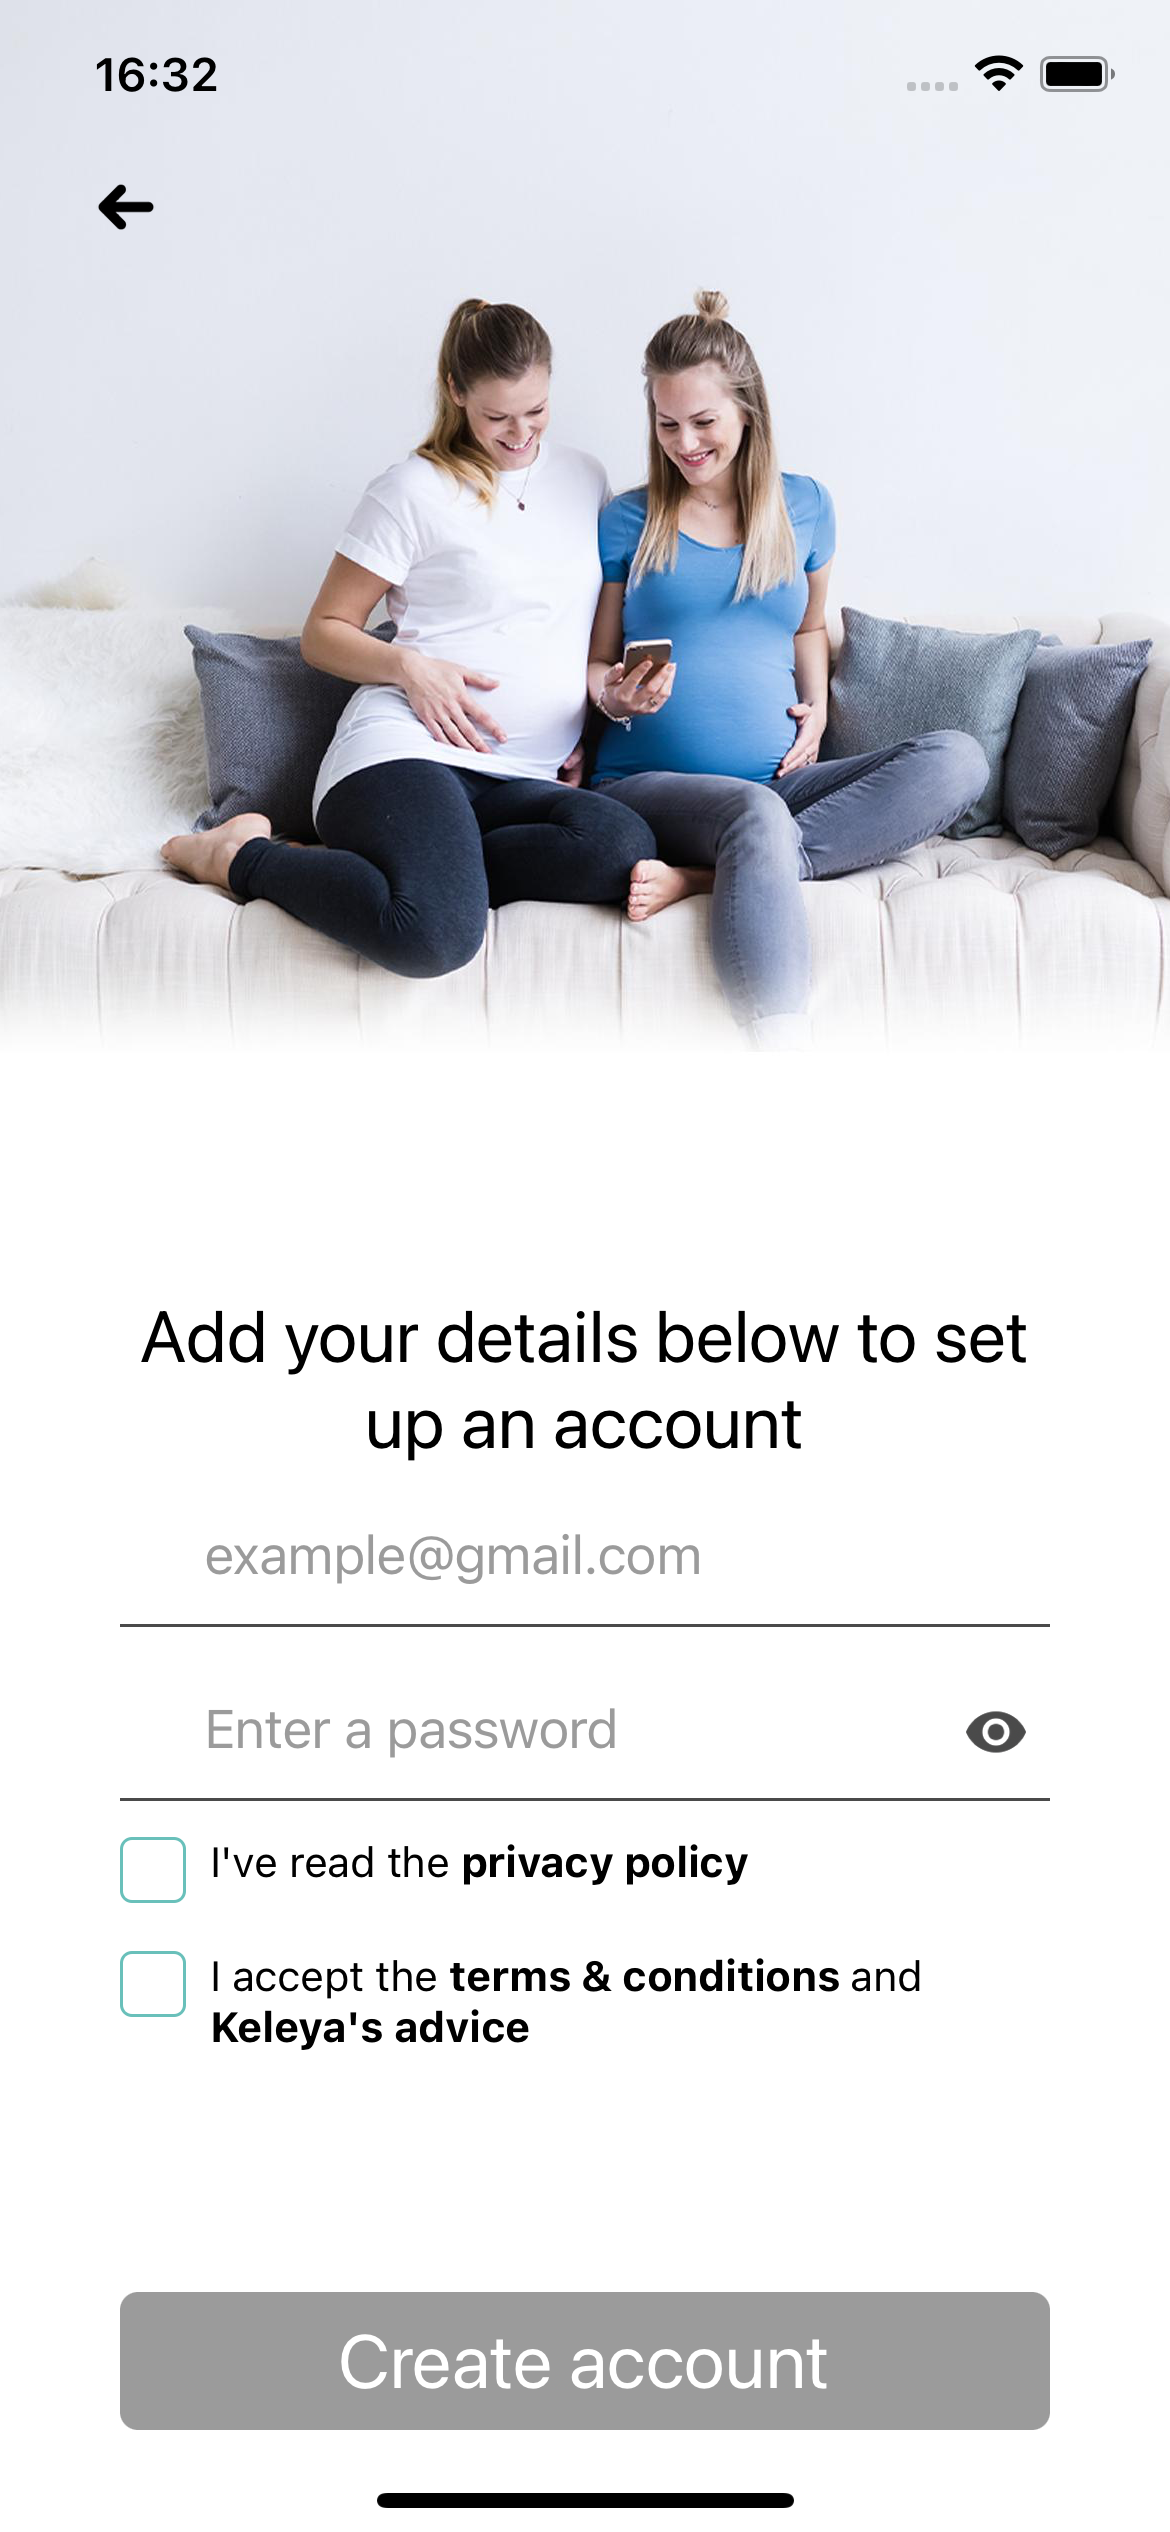 16:32
Add your details below to set
up an account
example@gmail.com
Enter a password
I've read the privacy policy
I accept the terms & conditions and
Keleya's advice
Create account